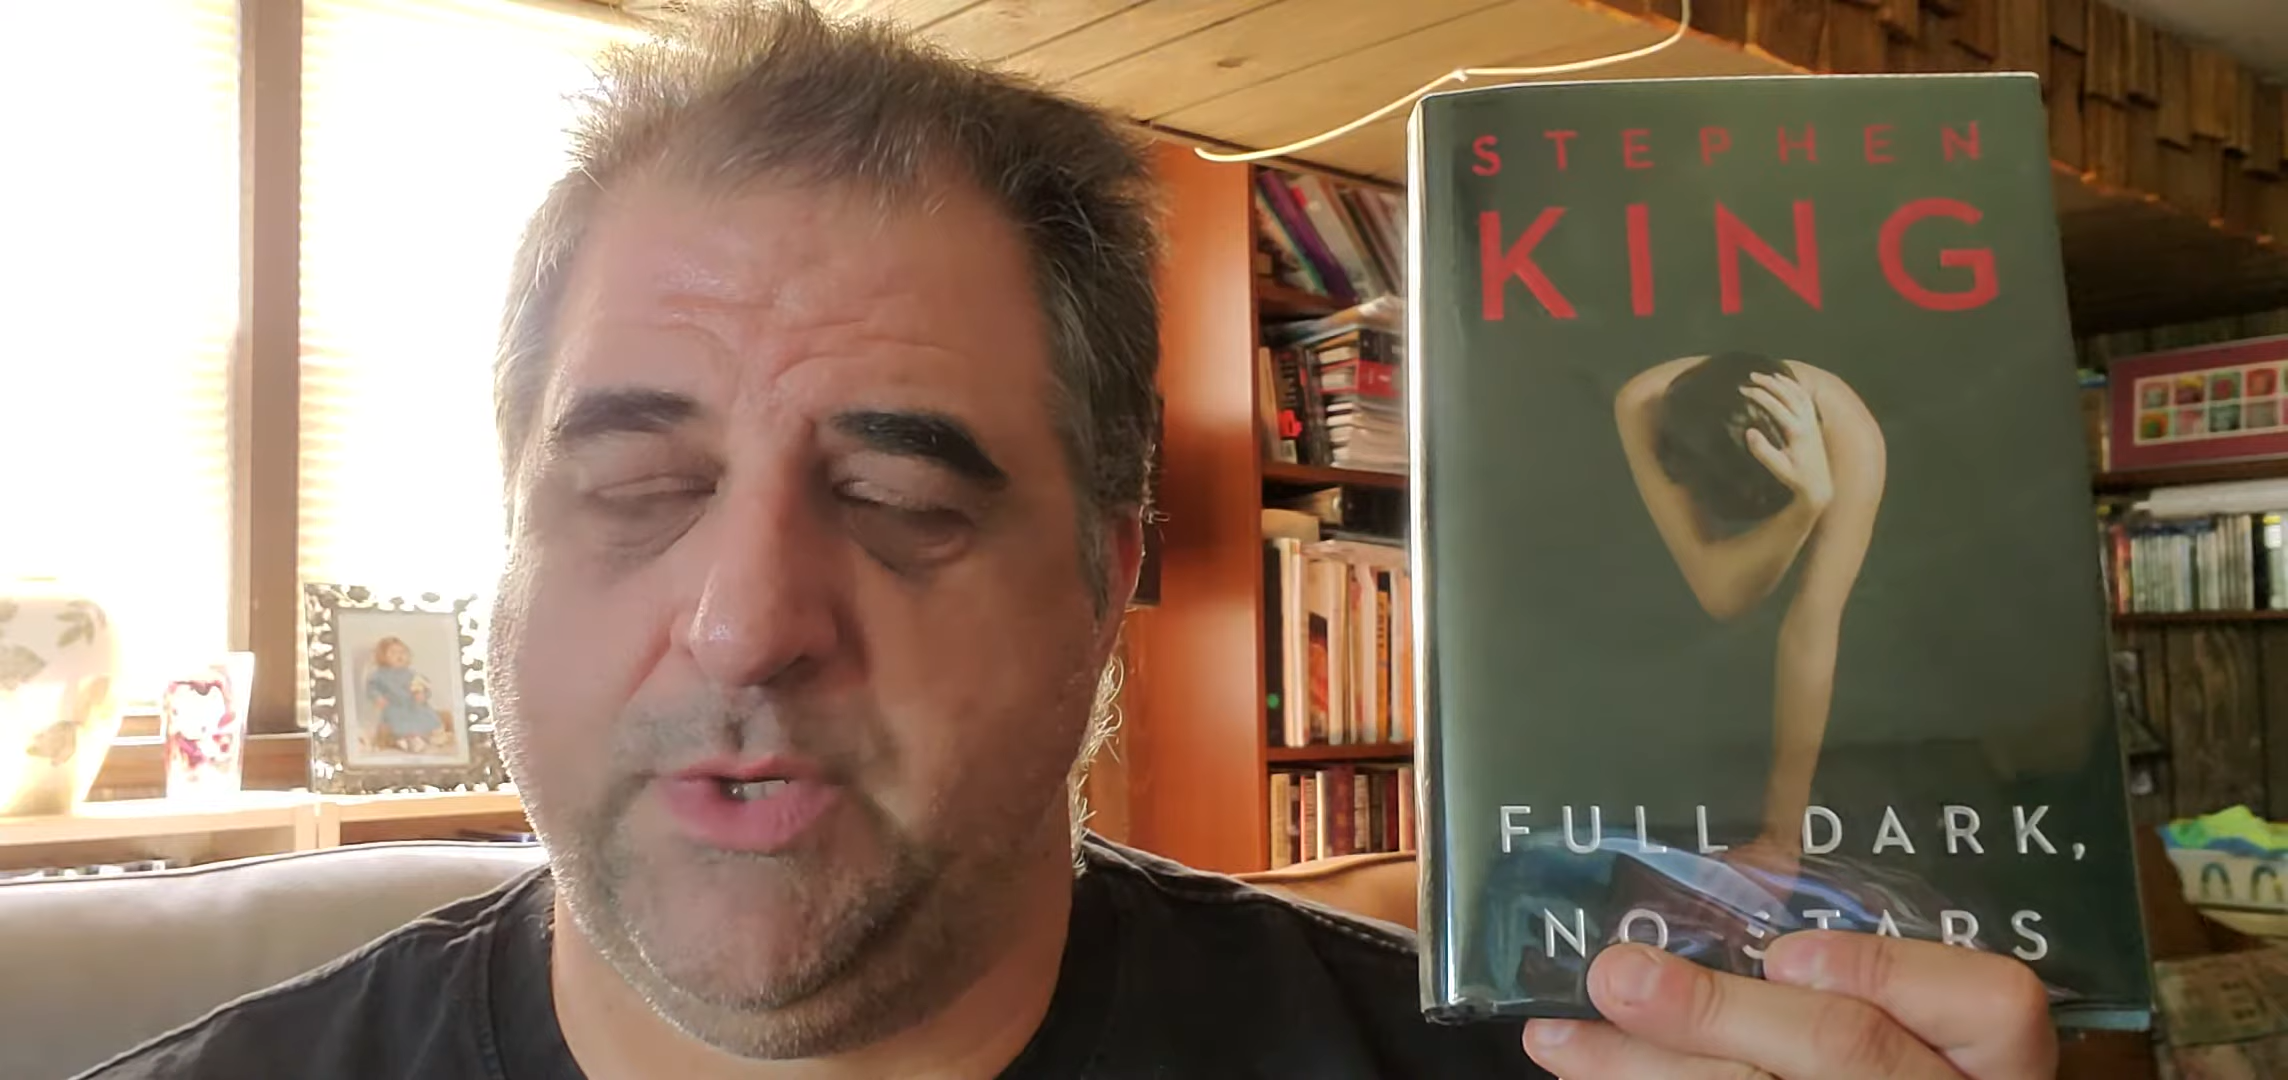 STEPHEN
KING
FULL DARK,
NO STARS